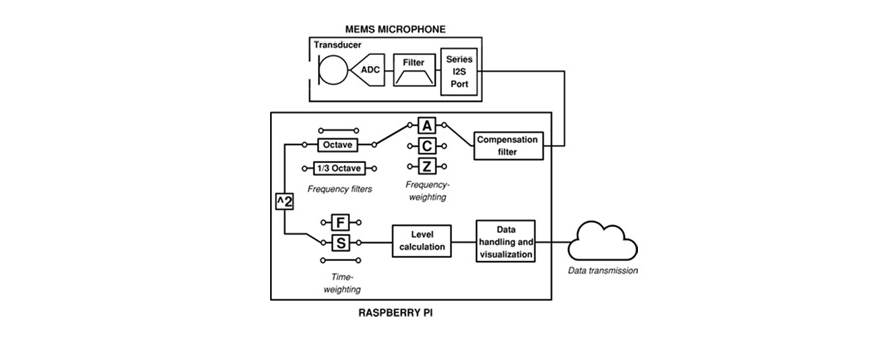 MEMS MICROPHONE
Transducer
ADC
Filter
Series
I2S
Port
A
C
Z
Frequency-
weighting
Compensation
filter
Octave
1/3 Octave
Frequency filters
^2
F
S
Time-
weighting
Level
calculation
Data
handling and
visualization
Data transmission
RASPBERRY PI